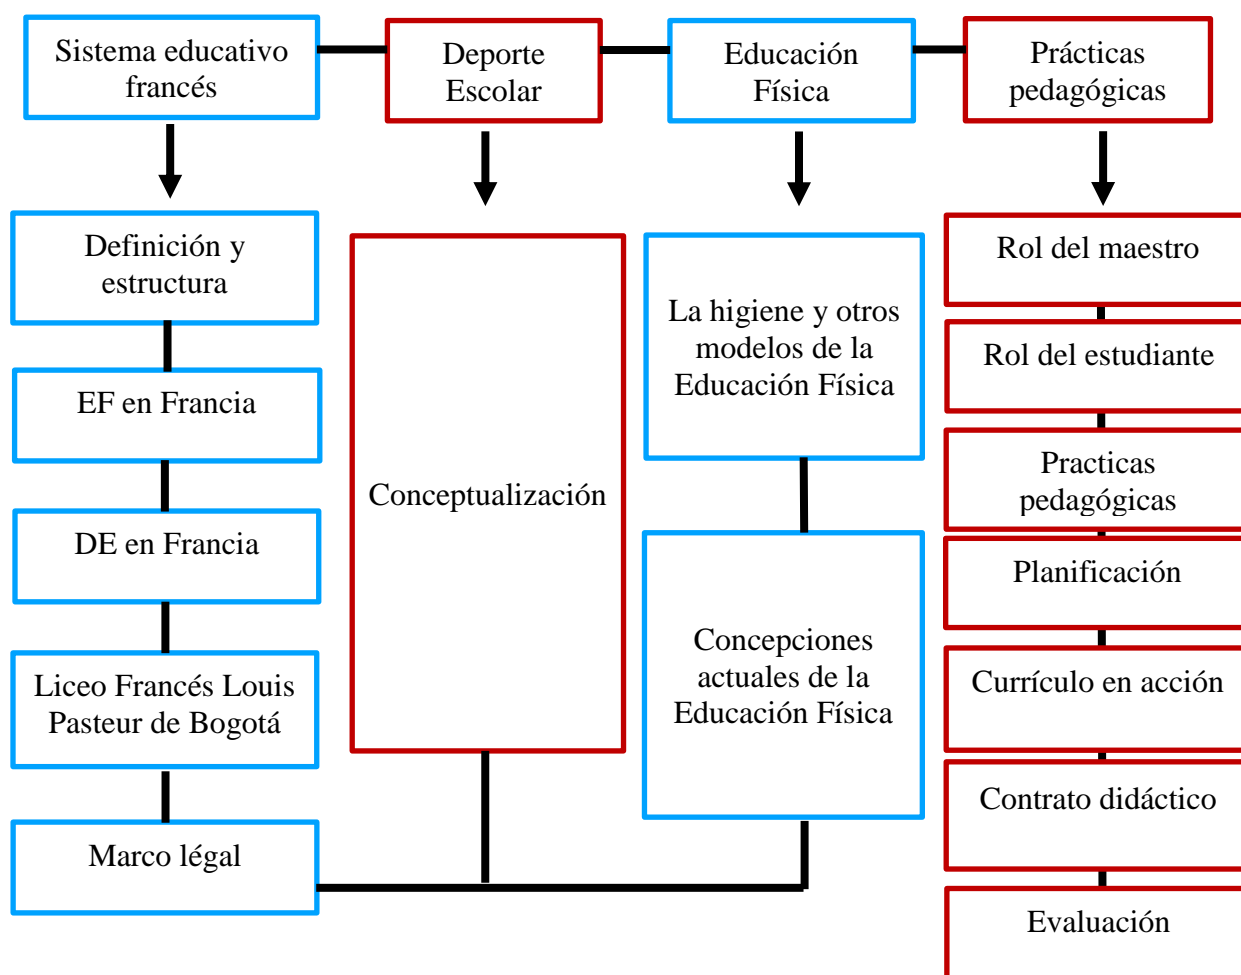 Sistema educativo
francés
Deporte
Escolar
Educación
Física
Prácticas
pedagógicas
Definición y
estructura
EF en Francia
DE en Francia
Liceo Francés Louis
Pasteur de Bogotá
Marco légal
Conceptualización
La higiene y otros
modelos de la
Educación Física
Concepciones
actuales de la
Educación Física
Rol del maestro
Rol del estudiante
Practicas
pedagógicas
Planificación
Currículo en acción
Contrato didáctico
Evaluación